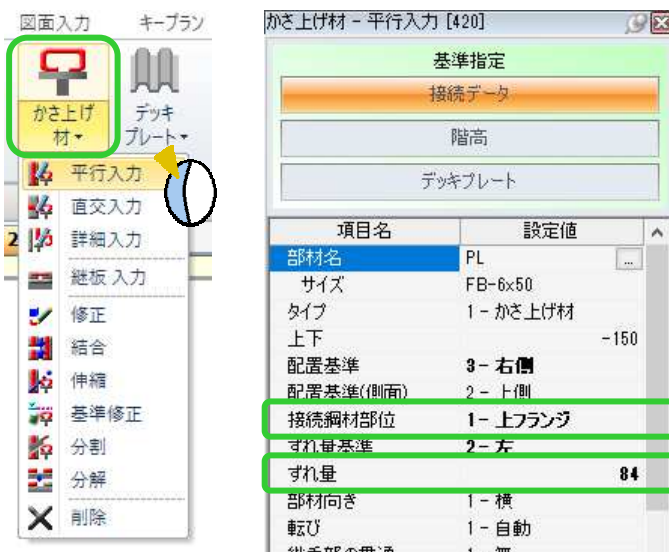 図面入力 キープラン
かさ上げ
材
デッキ
プレート
平行入力
直交入力
2 詳細入力
継板 入力
修正
結合
伸縮
基準修正
分割
分解
削除
かさ上げ材 - 平行入力 [420]
基準指定
接続データ
階高
デッキプレート
項目名 設定値
部材名 PL ...
サイズ FB-6x50
タイプ 1 - かさ上げ材
上下 -150
配置基準 3 - 右側
配置基準(側面) 2 - 上側
接続鋼材部位 1 - 上フランジ
ずれ量基準 2 - 左
ずれ量 84
部材向き 1 - 横
転び 1 - 自動